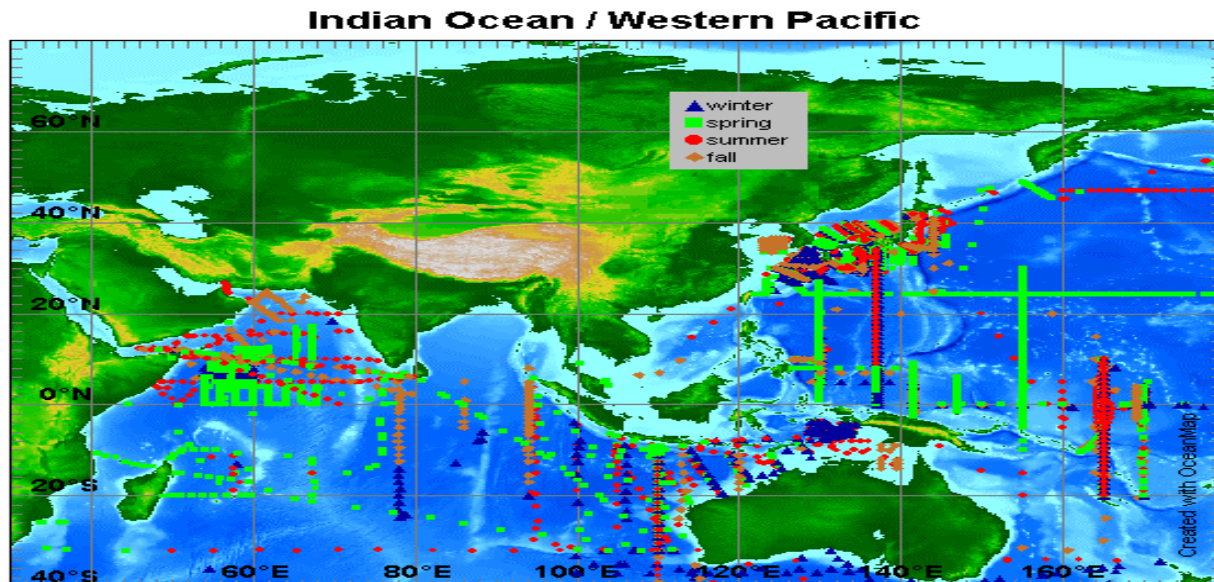 Indian Ocean / Western Pacific
winter
spring
summer
fall
60°N
40°N
20°N
0°N
20°S
40°S
60°E
80°E
100°E
120°E
140°E
160°E
Created with OceanMap